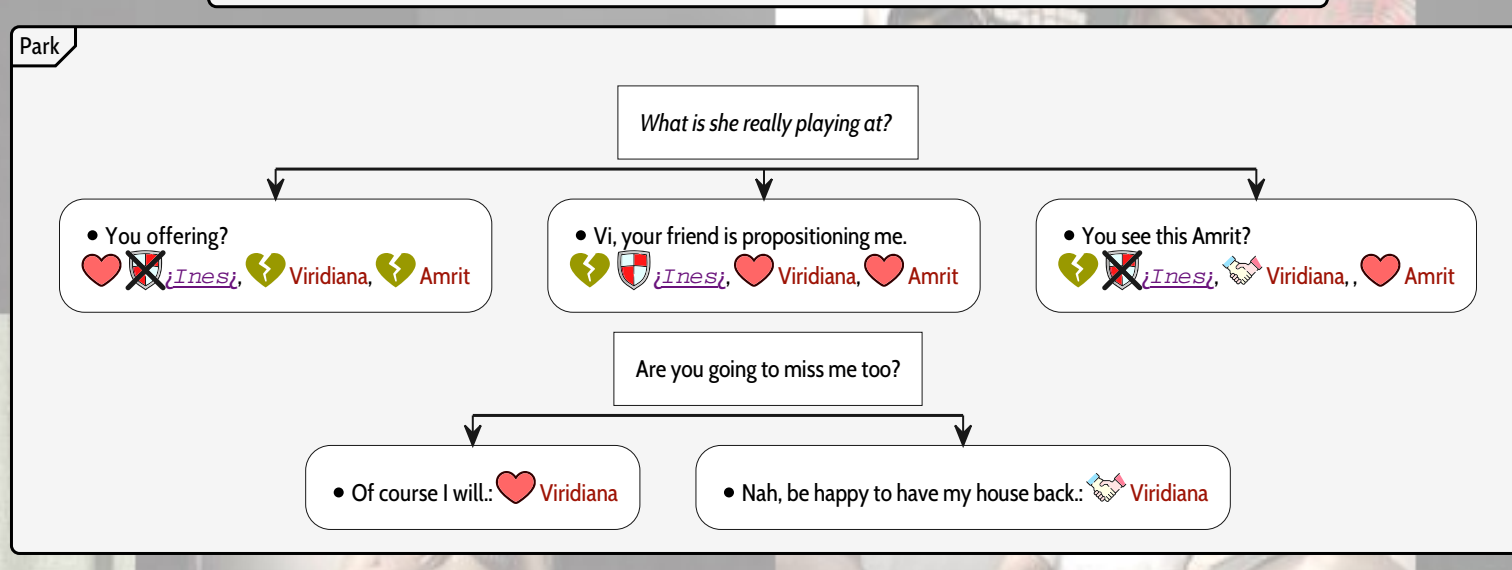 Park
What is she really playing at?
• You offering?
¿Ines¿, Viridiana, Amrit
• Vi, your friend is propositioning me.
¿Ines¿, Viridiana, Amrit
• You see this Amrit?
¿Ines¿, Viridiana, , Amrit
Are you going to miss me too?
• Of course I will.: Viridiana
• Nah, be happy to have my house back.: Viridiana